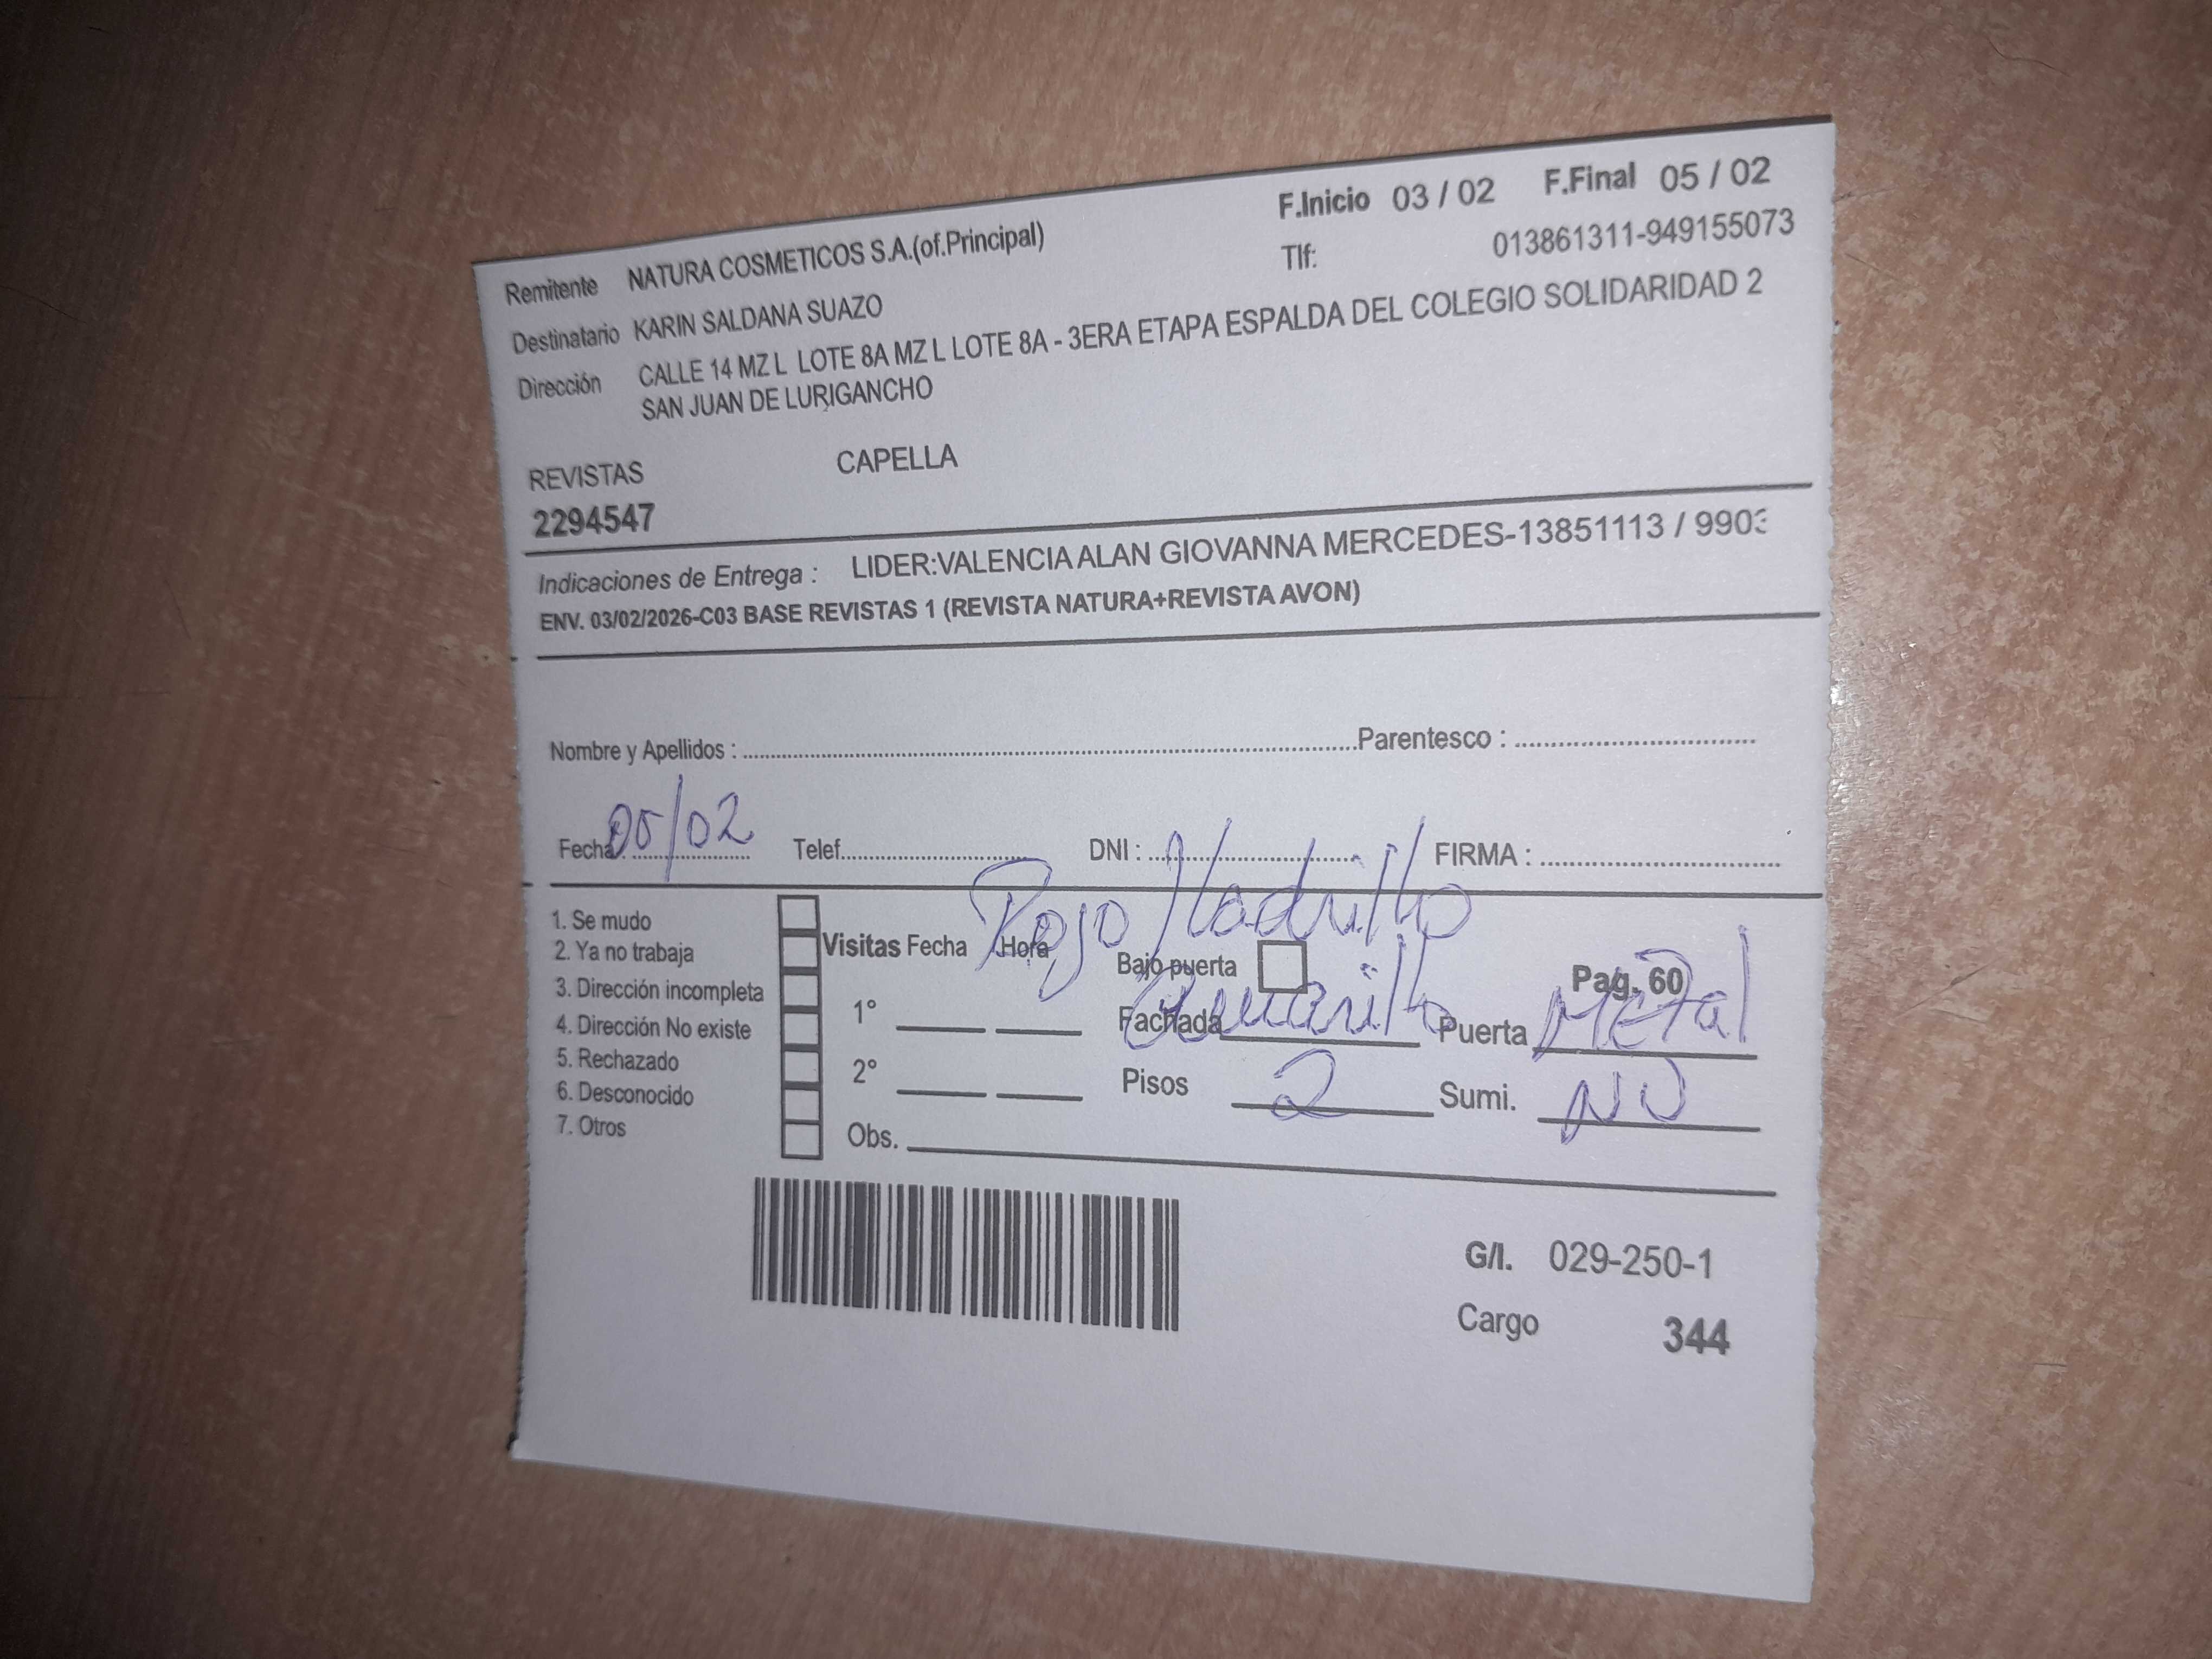 F.Inicio 03 / 02 F.Final 05 / 02
Remitente NATURA COSMETICOS S.A.(of.Principal) Tlf: 013861311-949155073
Destinatario KARIN SALDANA SUAZO
Dirección CALLE 14 MZ L LOTE 8A MZ L LOTE 8A - 3ERA ETAPA ESPALDA DEL COLEGIO SOLIDARIDAD 2
SAN JUAN DE LURIGANCHO
REVISTAS CAPELLA
2294547
Indicaciones de Entrega : LIDER:VALENCIA ALAN GIOVANNA MERCEDES-13851113 / 9903
ENV. 03/02/2026-C03 BASE REVISTAS 1 (REVISTA NATURA+REVISTA AVON)
Nombre y Apellidos : Parentesco :
Fecha : 05/02 Telef. DNI : FIRMA :
Rojo / ladrillo
1. Se mudo
2. Ya no trabaja
3. Dirección incompleta
4. Dirección No existe
5. Rechazado
6. Desconocido
7. Otros
Visitas Fecha Hora
1°
2°
Obs.
Bajo puerta Pag. 60
Fachada Amarillo Puerta Metal
Pisos 2 Sumi. NO
G/I. 029-250-1
Cargo 344